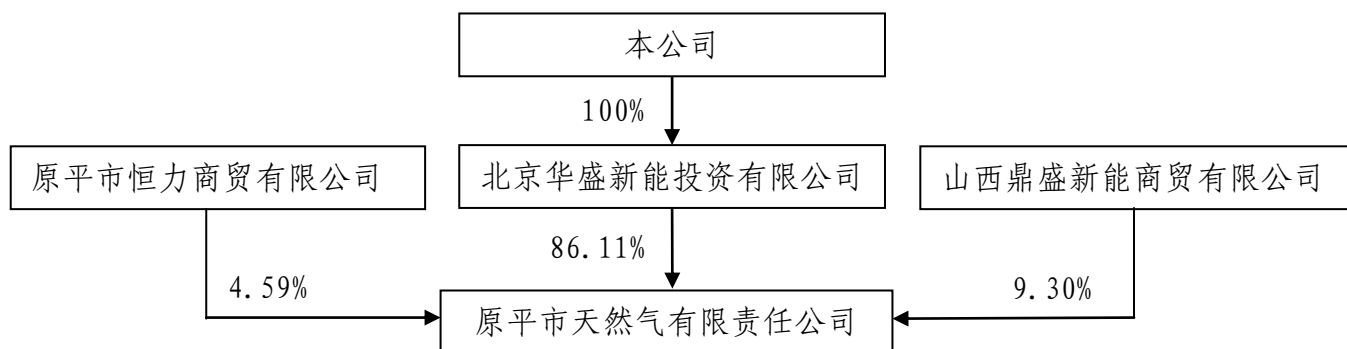 本公司
100%
原平市恒力商贸有限公司
北京华盛新能投资有限公司
山西鼎盛新能商贸有限公司
86.11%
4.59%
9.30%
原平市天然气有限责任公司